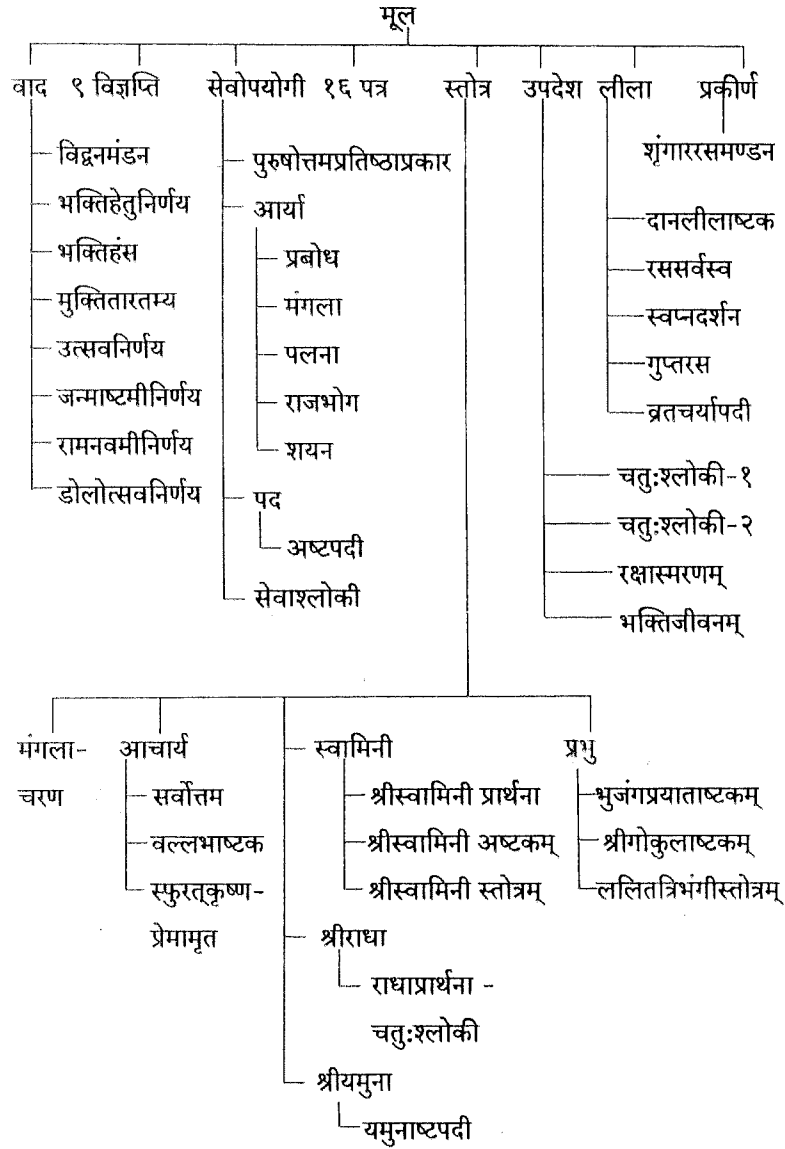 मूल
वाद ९ विज्ञप्ति सेवोपयोगी १६ पत्र स्तोत्र उपदेश लीला प्रकीर्ण
विद्वनमंडन
भक्तिहेतुनिर्णय
भक्तिहंस
मुक्तितारतम्य
उत्सवनिर्णय
जन्माष्टमीनिर्णय
रामनवमीनिर्णय
डोलोत्सवनिर्णय
पुरुषोत्तमप्रतिष्ठाप्रकार
आर्या
प्रबोध
मंगला
पलना
राजभोग
शयन
पद
अष्टपदी
सेवाश्लोकी
शृंगाररसमण्डन
दानलीलाष्टक
रससर्वस्व
स्वप्नदर्शन
गुप्तरस
व्रतचर्यापदी
चतुःश्लोकी-१
चतुःश्लोकी-२
रक्षास्मरणम्
भक्तिजीवनम्
मंगला-
चरण
आचार्य
सर्वोत्तम
वल्लभाष्टक
स्फुरत्कृष्ण-
प्रेमामृत
स्वामिनी
श्रीस्वामिनी प्रार्थना
श्रीस्वामिनी अष्टकम्
श्रीस्वामिनी स्तोत्रम्
श्रीराधा
राधाप्रार्थना -
चतुःश्लोकी
श्रीयमुना
यमुनाष्टपदी
प्रभु
भुजंगप्रयाताष्टकम्
श्रीगोकुलाष्टकम्
ललितत्रिभंगीस्तोत्रम्